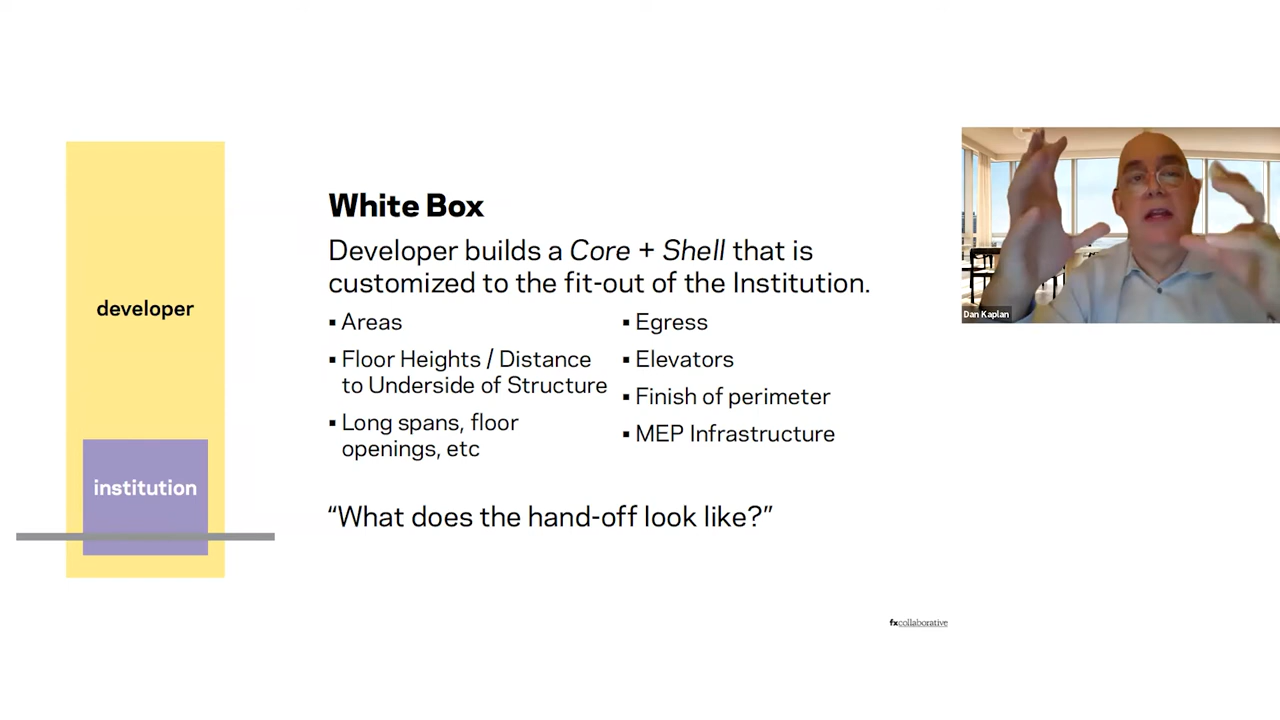 White Box
Developer builds a Core + Shell that is
customized to the fit-out of the Institution.
▪ Areas
▪ Floor Heights / Distance
to Underside of Structure
▪ Long spans, floor
openings, etc
▪ Egress
▪ Elevators
▪ Finish of perimeter
▪ MEP Infrastructure
“What does the hand-off look like?”
developer
institution
Dan Kaplan
fxcollaborative